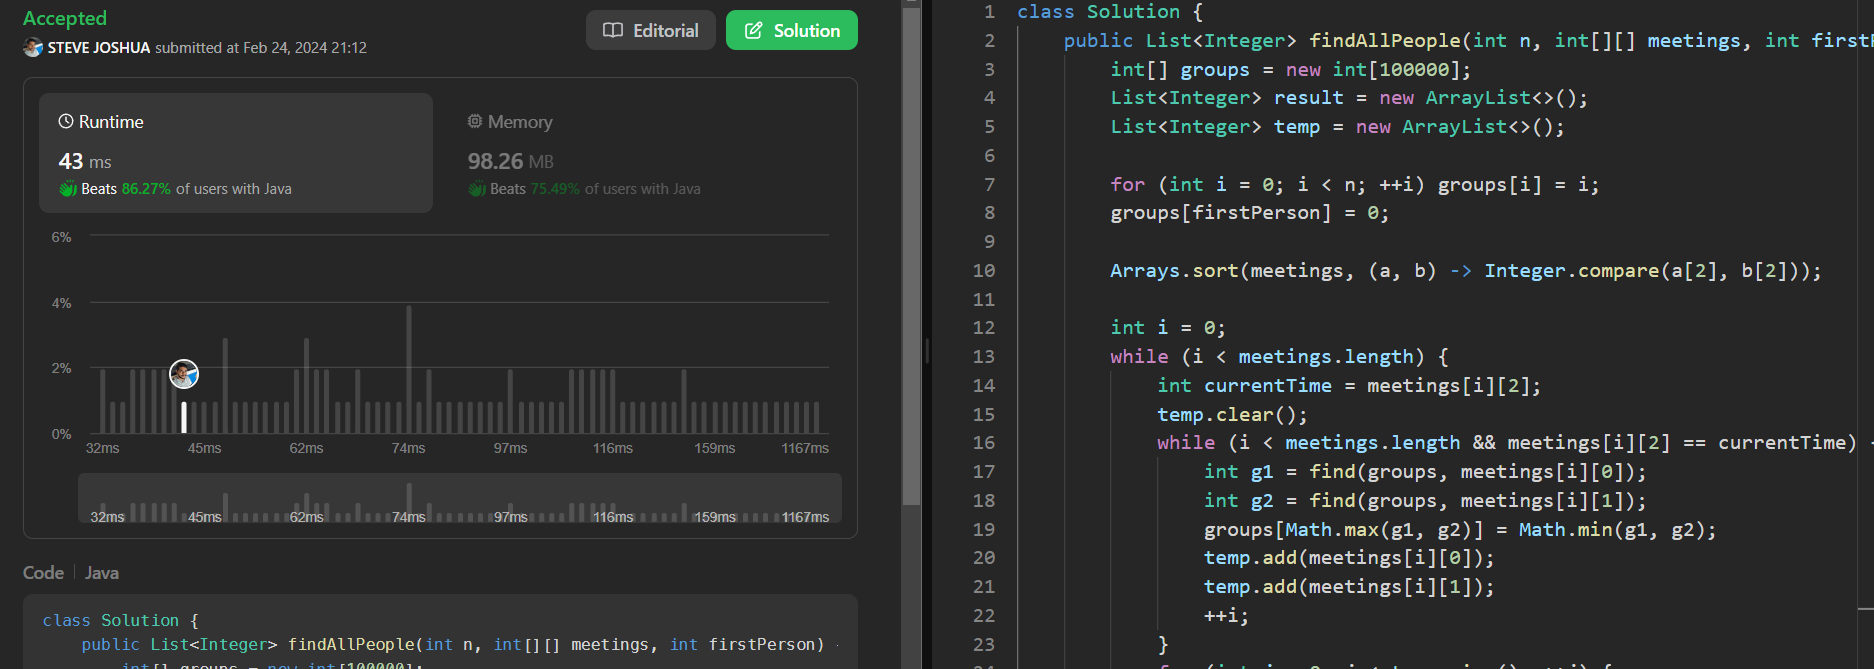 Accepted
STEVE JOSHUA submitted at Feb 24, 2024 21:12
Editorial
Solution
Runtime
43 ms
Beats 86.27% of users with Java
Memory
98.26 MB
Beats 75.49% of users with Java
6%
4%
2%
0%
32ms 45ms 62ms 74ms 97ms 116ms 159ms 1167ms
32ms 45ms 62ms 74ms 97ms 116ms 159ms 1167ms
Code | Java
class Solution {
public List<Integer> findAllPeople(int n, int[][] meetings, int firstPerson)
int[] groups = new int[100000];
1 class Solution {
2 public List<Integer> findAllPeople(int n, int[][] meetings, int firstP
3 int[] groups = new int[100000];
4 List<Integer> result = new ArrayList<>();
5 List<Integer> temp = new ArrayList<>();
6
7 for (int i = 0; i < n; ++i) groups[i] = i;
8 groups[firstPerson] = 0;
9
10 Arrays.sort(meetings, (a, b) -> Integer.compare(a[2], b[2]));
11
12 int i = 0;
13 while (i < meetings.length) {
14 int currentTime = meetings[i][2];
15 temp.clear();
16 while (i < meetings.length && meetings[i][2] == currentTime) {
17 int g1 = find(groups, meetings[i][0]);
18 int g2 = find(groups, meetings[i][1]);
19 groups[Math.max(g1, g2)] = Math.min(g1, g2);
20 temp.add(meetings[i][0]);
21 temp.add(meetings[i][1]);
22 ++i;
23 }